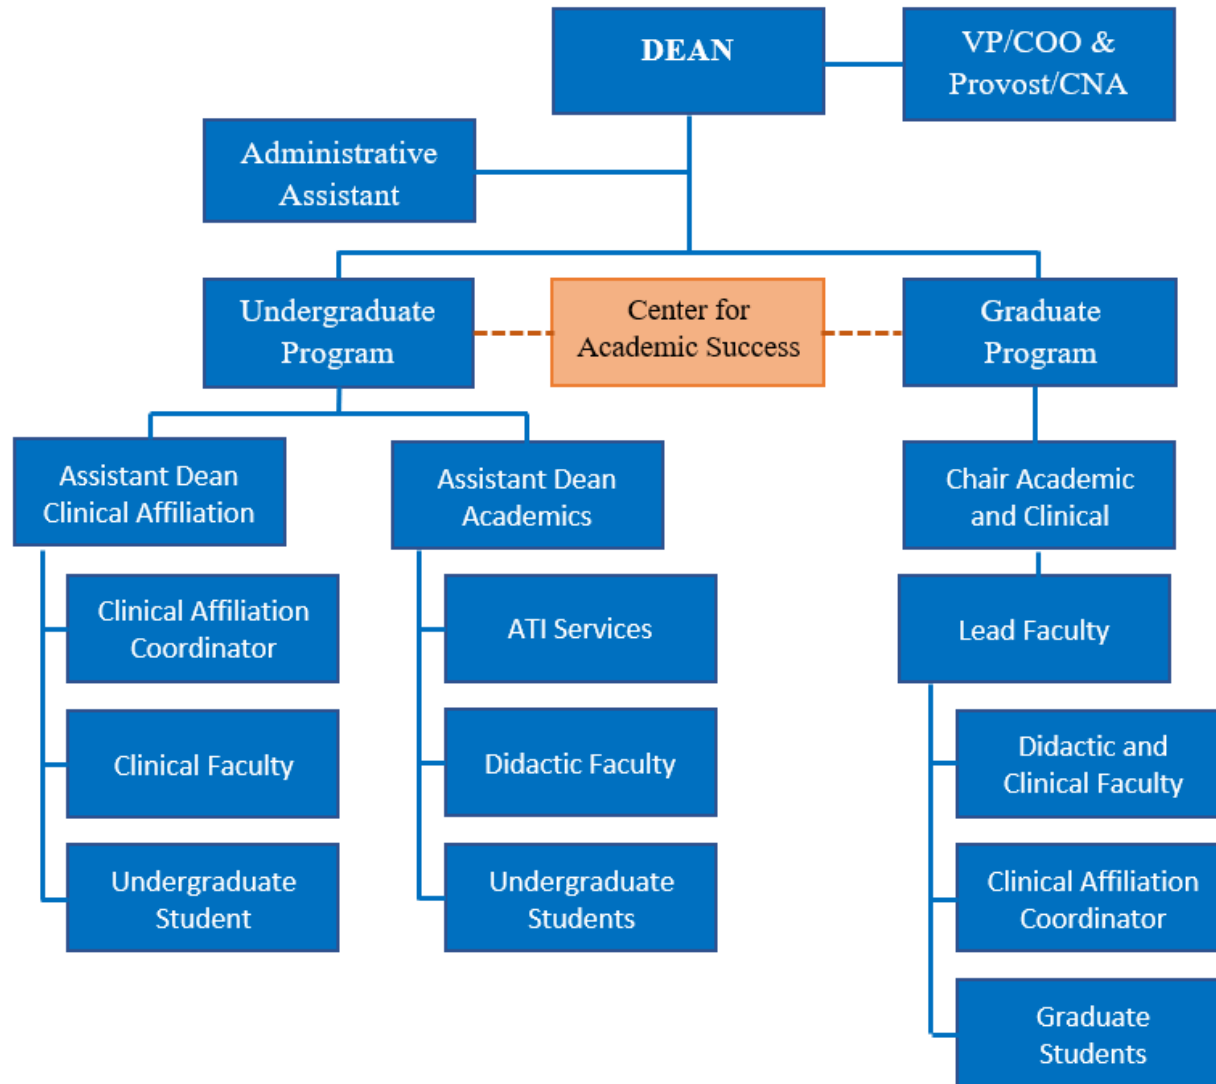 DEAN
VP/COO &
Provost/CNA
Administrative
Assistant
Undergraduate
Program
Center for
Academic Success
Graduate
Program
Assistant Dean
Clinical Affiliation
Assistant Dean
Academics
Chair Academic
and Clinical
Clinical Affiliation
Coordinator
ATI Services
Lead Faculty
Clinical Faculty
Didactic Faculty
Didactic and
Clinical Faculty
Undergraduate
Student
Undergraduate
Students
Clinical Affiliation
Coordinator
Graduate
Students